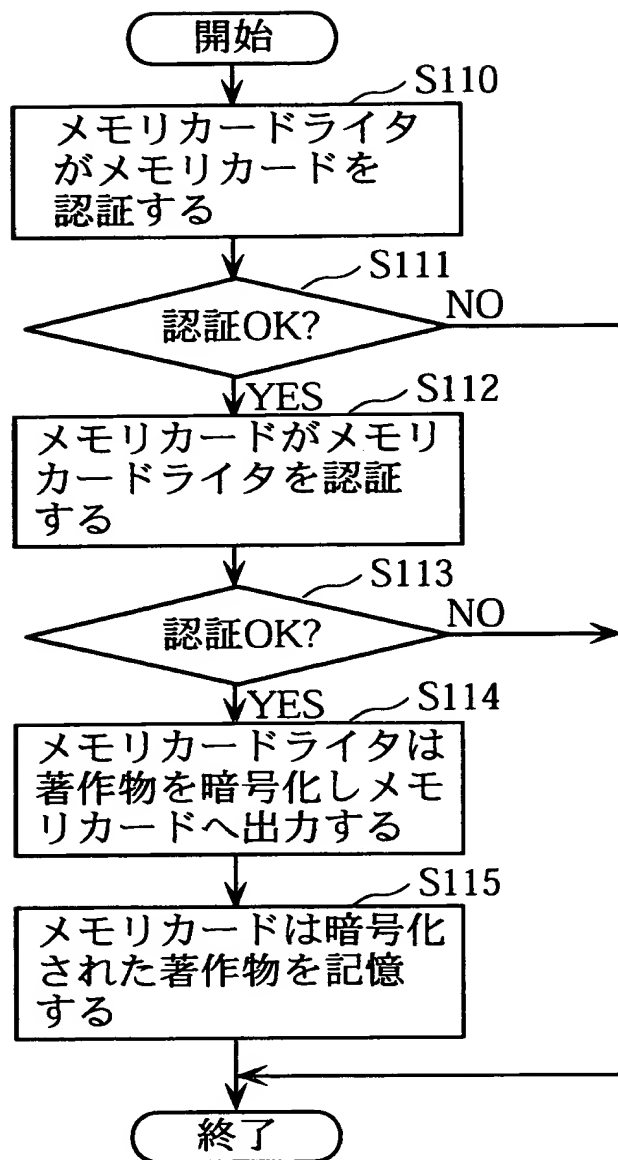 開始
S110
メモリカードライタ
がメモリカードを
認証する
S111
認証OK?
NO
YES
S112
メモリカードがメモリ
カードライタを認証
する
S113
認証OK?
NO
YES
S114
メモリカードライタは
著作物を暗号化しメモ
リカードへ出力する
S115
メモリカードは暗号化
された著作物を記憶
する
終了